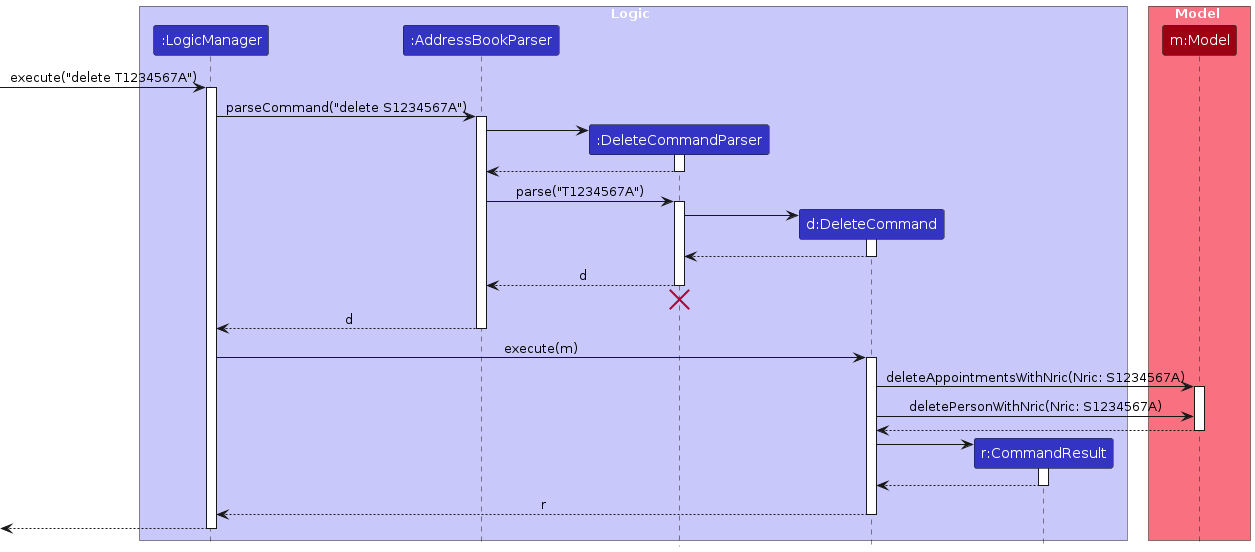 Logic
Model
:LogicManager
:AddressBookParser
m:Model
execute("delete T1234567A")
parseCommand("delete S1234567A")
:DeleteCommandParser
parse("T1234567A")
d:DeleteCommand
d
d
execute(m)
deleteAppointmentsWithNric(Nric: S1234567A)
deletePersonWithNric(Nric: S1234567A)
r:CommandResult
r